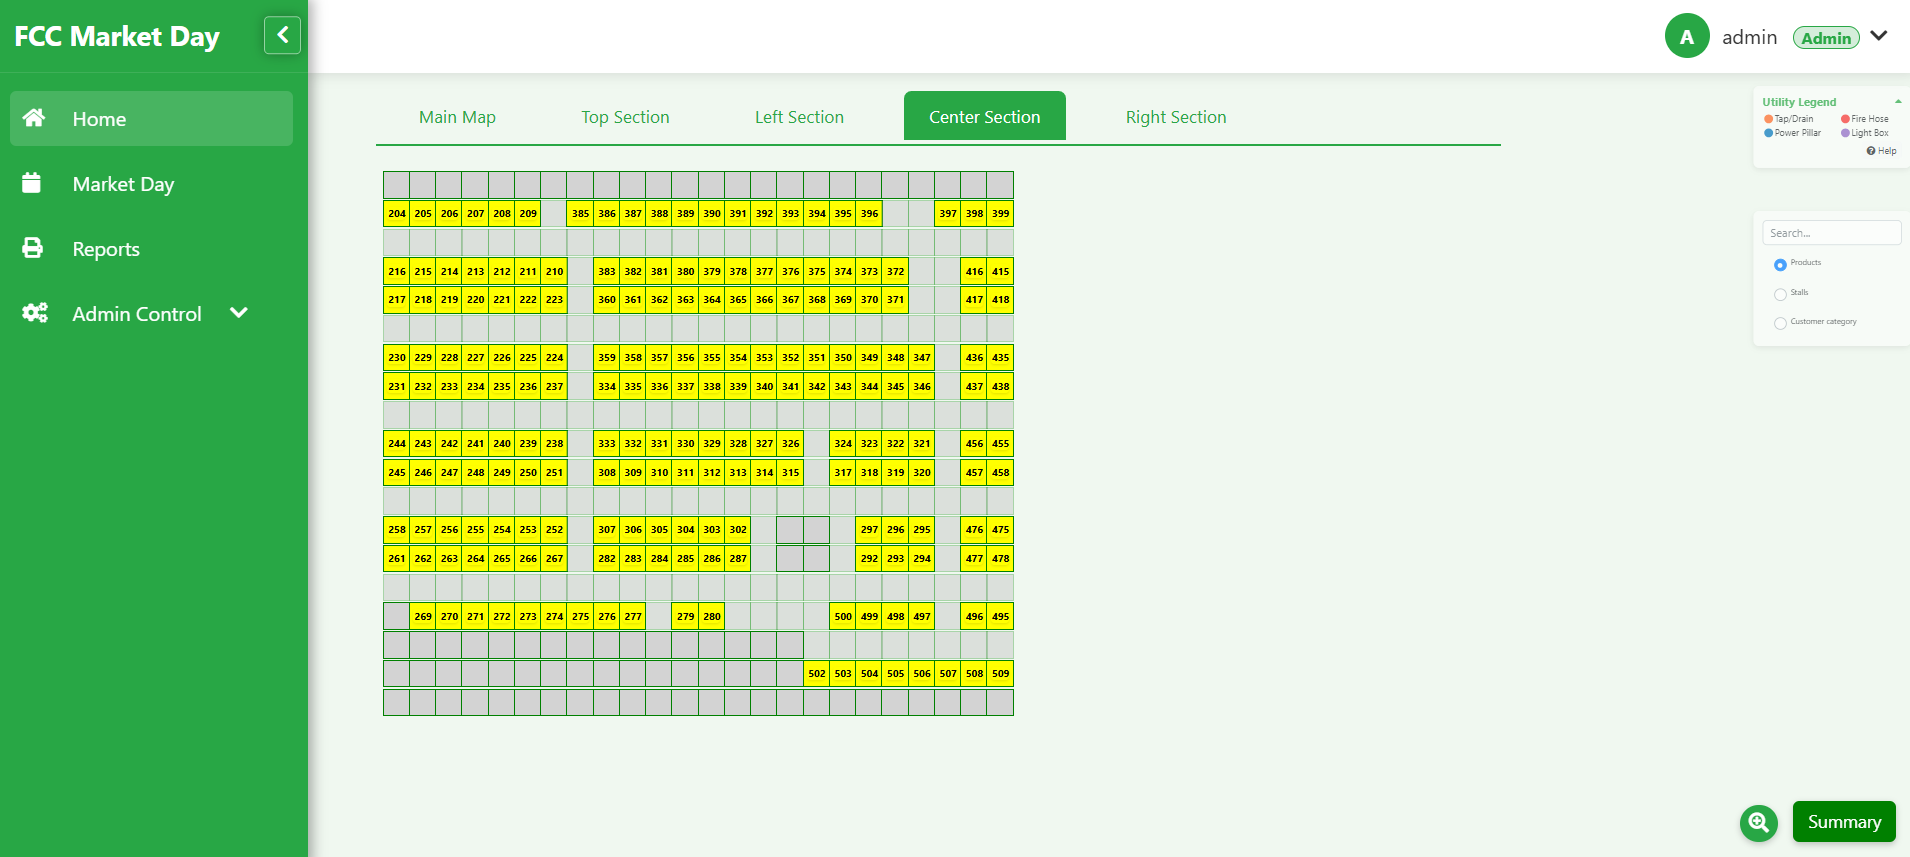 FCC Market Day
A admin Admin
Home
Market Day
Reports
Admin Control
Main Map Top Section Left Section Center Section Right Section
Utility Legend
Tap/Drain Fire Hose
Power Pillar Light Box
Help
Search...
Products
Stalls
Customer category
204 205 206 207 208 209 385 386 387 388 389 390 391 392 393 394 395 396 397 398 399
216 215 214 213 212 211 210 383 382 381 380 379 378 377 376 375 374 373 372 416 415
217 218 219 220 221 222 223 360 361 362 363 364 365 366 367 368 369 370 371 417 418
230 229 228 227 226 225 224 359 358 357 356 355 354 353 352 351 350 349 348 347 436 435
231 232 233 234 235 236 237 334 335 336 337 338 339 340 341 342 343 344 345 346 437 438
244 243 242 241 240 239 238 333 332 331 330 329 328 327 326 324 323 322 321 456 455
245 246 247 248 249 250 251 308 309 310 311 312 313 314 315 317 318 319 320 457 458
258 257 256 255 254 253 252 307 306 305 304 303 302 297 296 295 476 475
261 262 263 264 265 266 267 282 283 284 285 286 287 292 293 294 477 478
269 270 271 272 273 274 275 276 277 279 280 500 499 498 497 496 495
502 503 504 505 506 507 508 509
Summary